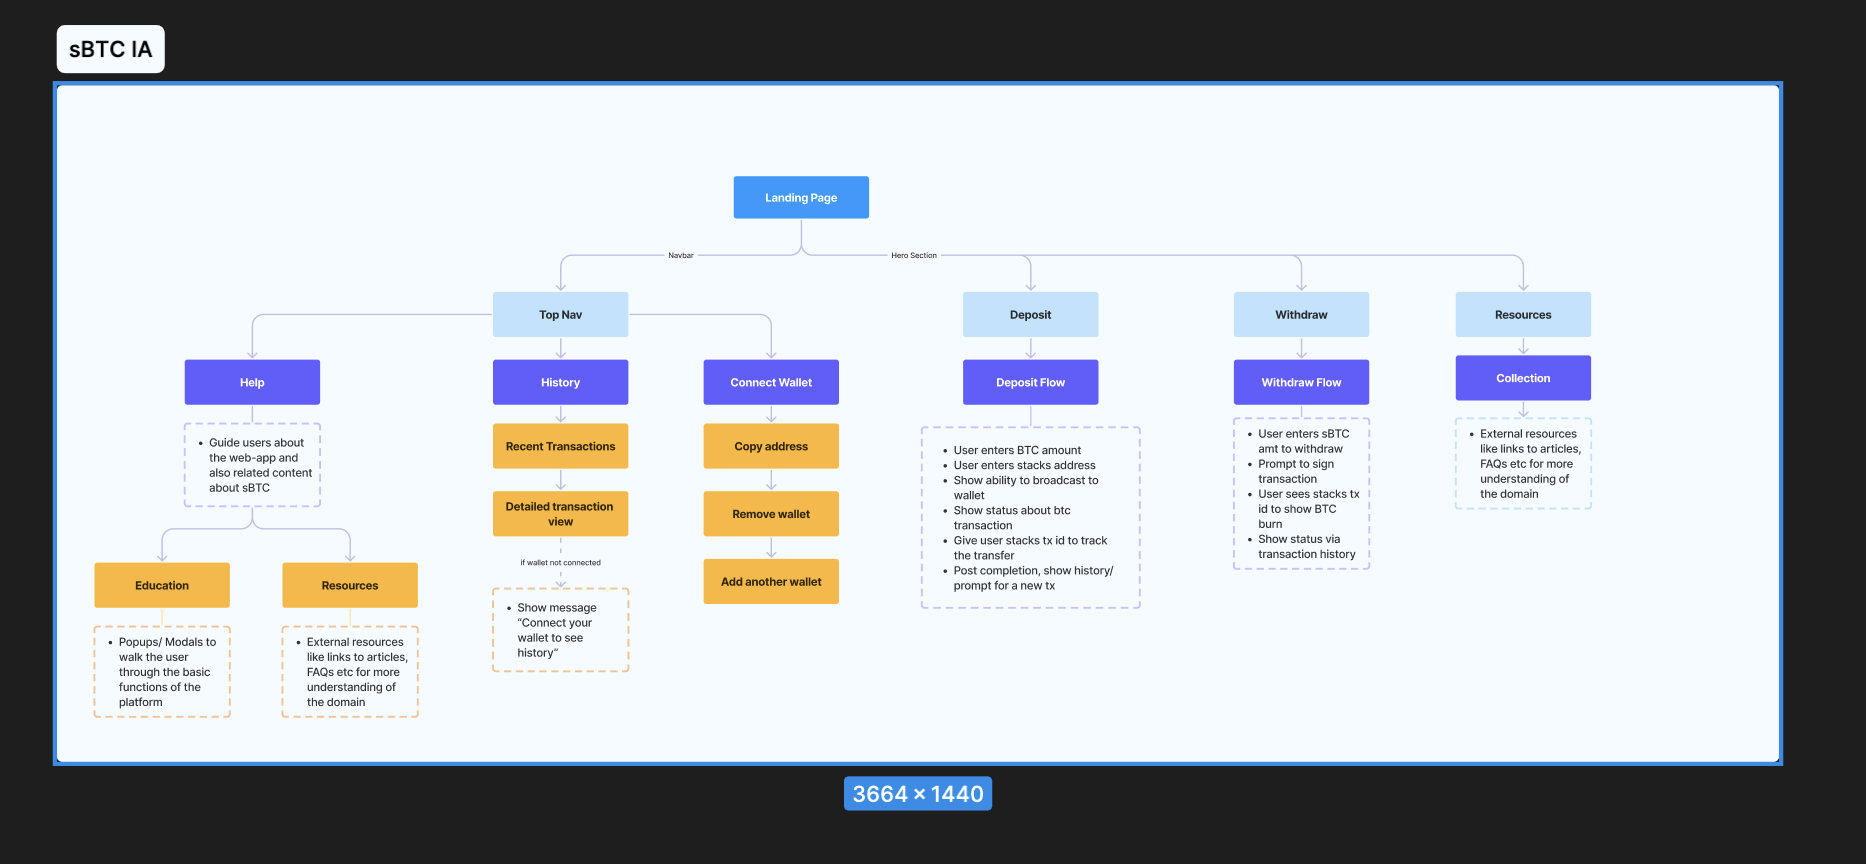 sBTC IA
Landing Page
Navbar
Hero Section
Top Nav
Deposit
Withdraw
Resources
Help
History
Connect Wallet
Deposit Flow
Withdraw Flow
Collection
• Guide users about
the web-app and
also related content
about sBTC
Education
• Popups/ Modals to
walk the user
through the basic
functions of the
platform
Resources
• External resources
like links to articles,
FAQs etc for more
understanding of
the domain
Recent Transactions
Detailed transaction
view
if wallet not connected
• Show message
“Connect your
wallet to see
history”
Copy address
Remove wallet
Add another wallet
• User enters BTC amount
• User enters stacks address
• Show ability to broadcast to
wallet
• Show status about btc
transaction
• Give user stacks tx id to track
the transfer
• Post completion, show history/
prompt for a new tx
• User enters sBTC
amt to withdraw
• Prompt to sign
transaction
• User sees stacks tx
id to show BTC
burn
• Show status via
transaction history
• External resources
like links to articles,
FAQs etc for more
understanding of
the domain
3664 × 1440